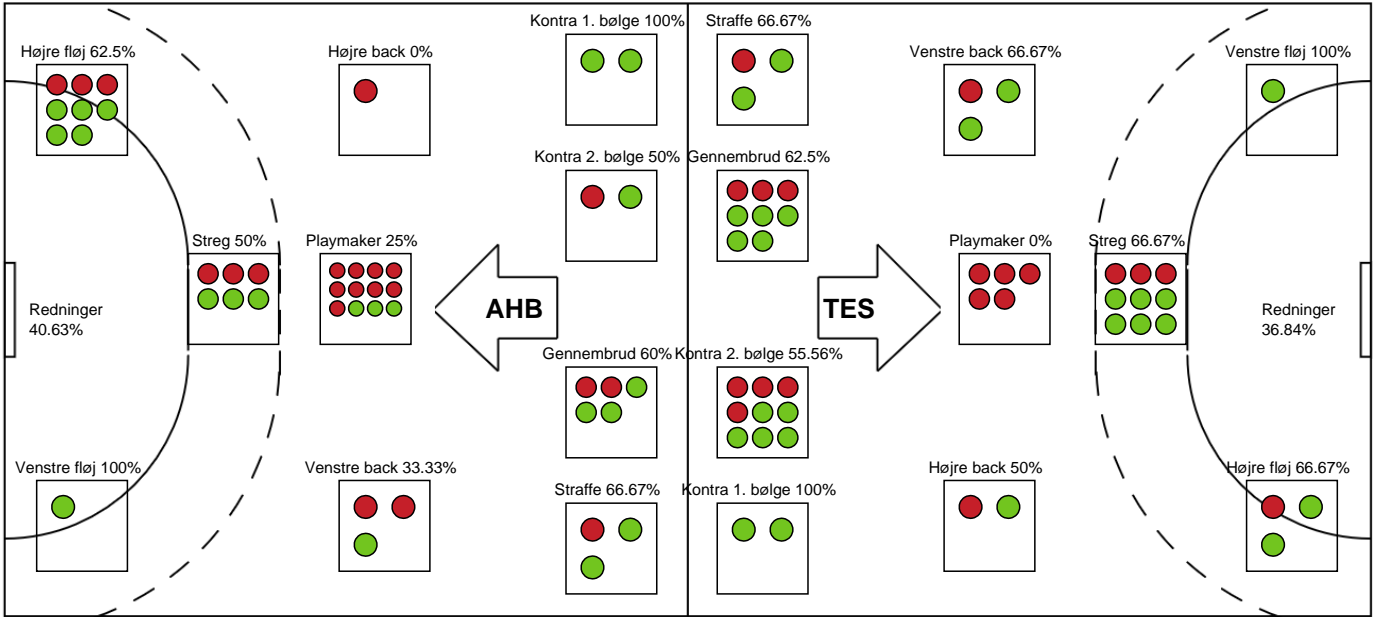 Kontra 1. bølge 100%
Straffe 66.67%
Højre fløj 62.5%
Højre back 0%
Venstre back 66.67%
Venstre fløj 100%
Kontra 2. bølge 50%
Gennembrud 62.5%
Streg 50%
Playmaker 25%
Playmaker 0%
Streg 66.67%
Redninger
40.63%
AHB
TES
Redninger
36.84%
Gennembrud 60%
Kontra 2. bølge 55.56%
Venstre fløj 100%
Venstre back 33.33%
Højre back 50%
Højre fløj 66.67%
Straffe 66.67%
Kontra 1. bølge 100%